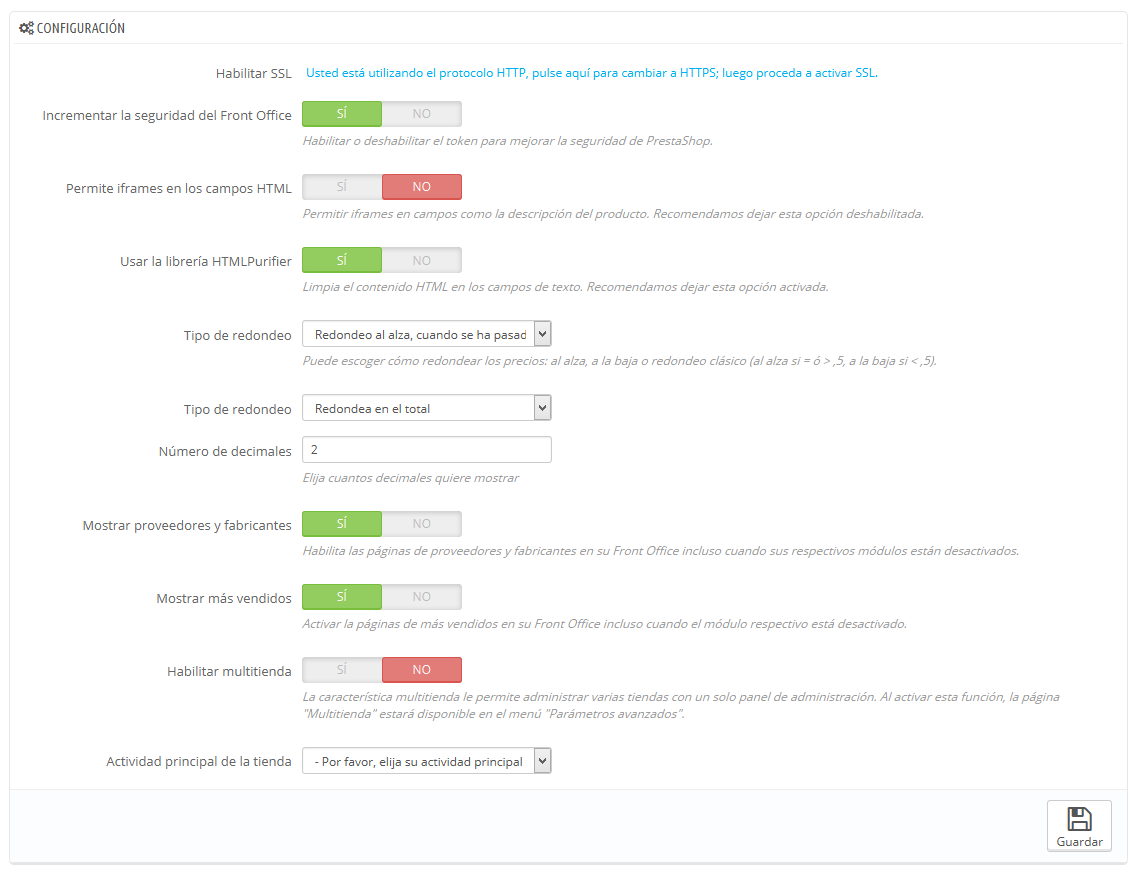 CONFIGURACIÓN
Habilitar SSL Usted está utilizando el protocolo HTTP, pulse aquí para cambiar a HTTPS; luego proceda a activar SSL.
Incrementar la seguridad del Front Office SÍ NO
Habilitar o deshabilitar el token para mejorar la seguridad de PrestaShop.
Permite iframes en los campos HTML SÍ NO
Permitir iframes en campos como la descripción del producto. Recomendamos dejar esta opción deshabilitada.
Usar la librería HTMLPurifier SÍ NO
Limpia el contenido HTML en los campos de texto. Recomendamos dejar esta opción activada.
Tipo de redondeo Redondeo al alza, cuando se ha pasad
Puede escoger cómo redondear los precios: al alza, a la baja o redondeo clásico (al alza si = ó > ,5, a la baja si < ,5).
Tipo de redondeo Redondea en el total
Número de decimales 2
Elija cuantos decimales quiere mostrar
Mostrar proveedores y fabricantes SÍ NO
Habilita las páginas de proveedores y fabricantes en su Front Office incluso cuando sus respectivos módulos están desactivados.
Mostrar más vendidos SÍ NO
Activar la páginas de más vendidos en su Front Office incluso cuando el módulo respectivo está desactivado.
Habilitar multitienda SÍ NO
La característica multitienda le permite administrar varias tiendas con un solo panel de administración. Al activar esta función, la página
"Multitienda" estará disponible en el menú "Parámetros avanzados".
Actividad principal de la tienda - Por favor, elija su actividad principal
Guardar